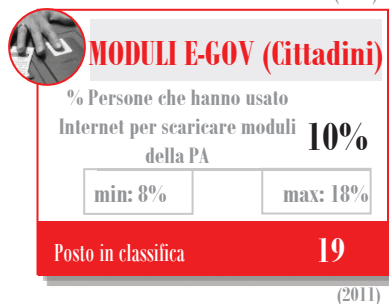 MODULI E-GOV (Cittadini)
% Persone che hanno usato
Internet per scaricare moduli
della PA
10%
min: 8%
max: 18%
Posto in classifica
19
(2011)